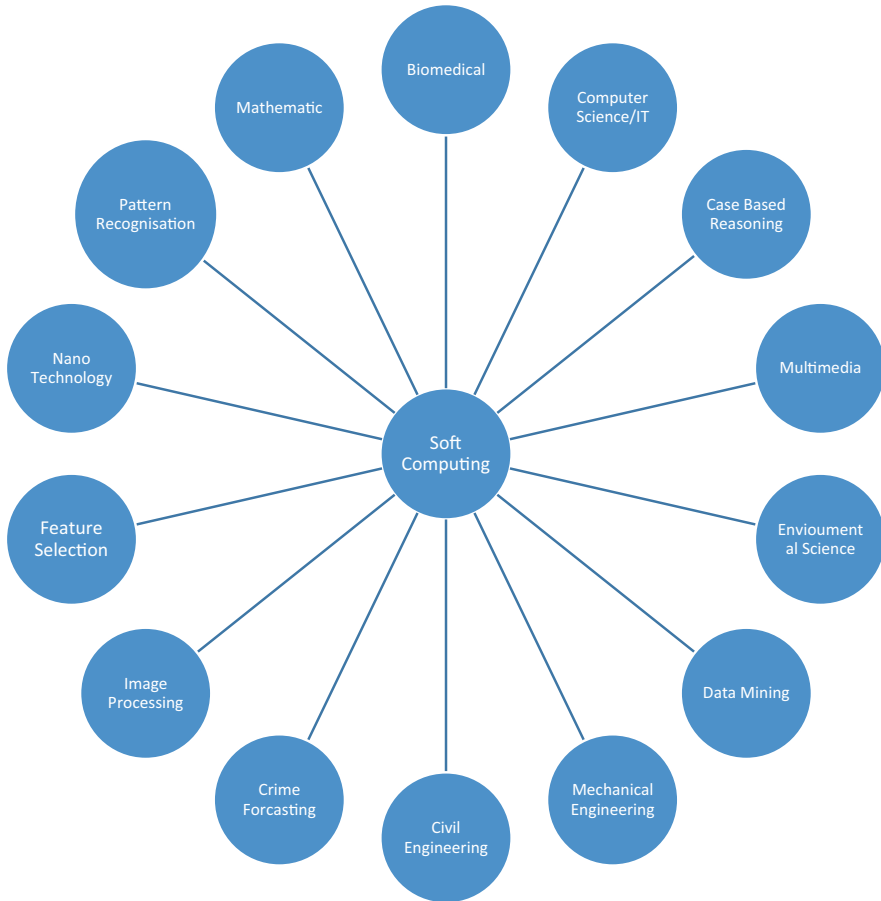 Biomedical
Computer
Science/IT
Case Based
Reasoning
Multimedia
Envioument
al Science
Data Mining
Mechanical
Engineering
Civil
Engineering
Crime
Forcasting
Image
Processing
Feature
Selection
Nano
Technology
Pattern
Recognisation
Mathematic
Soft
Computing